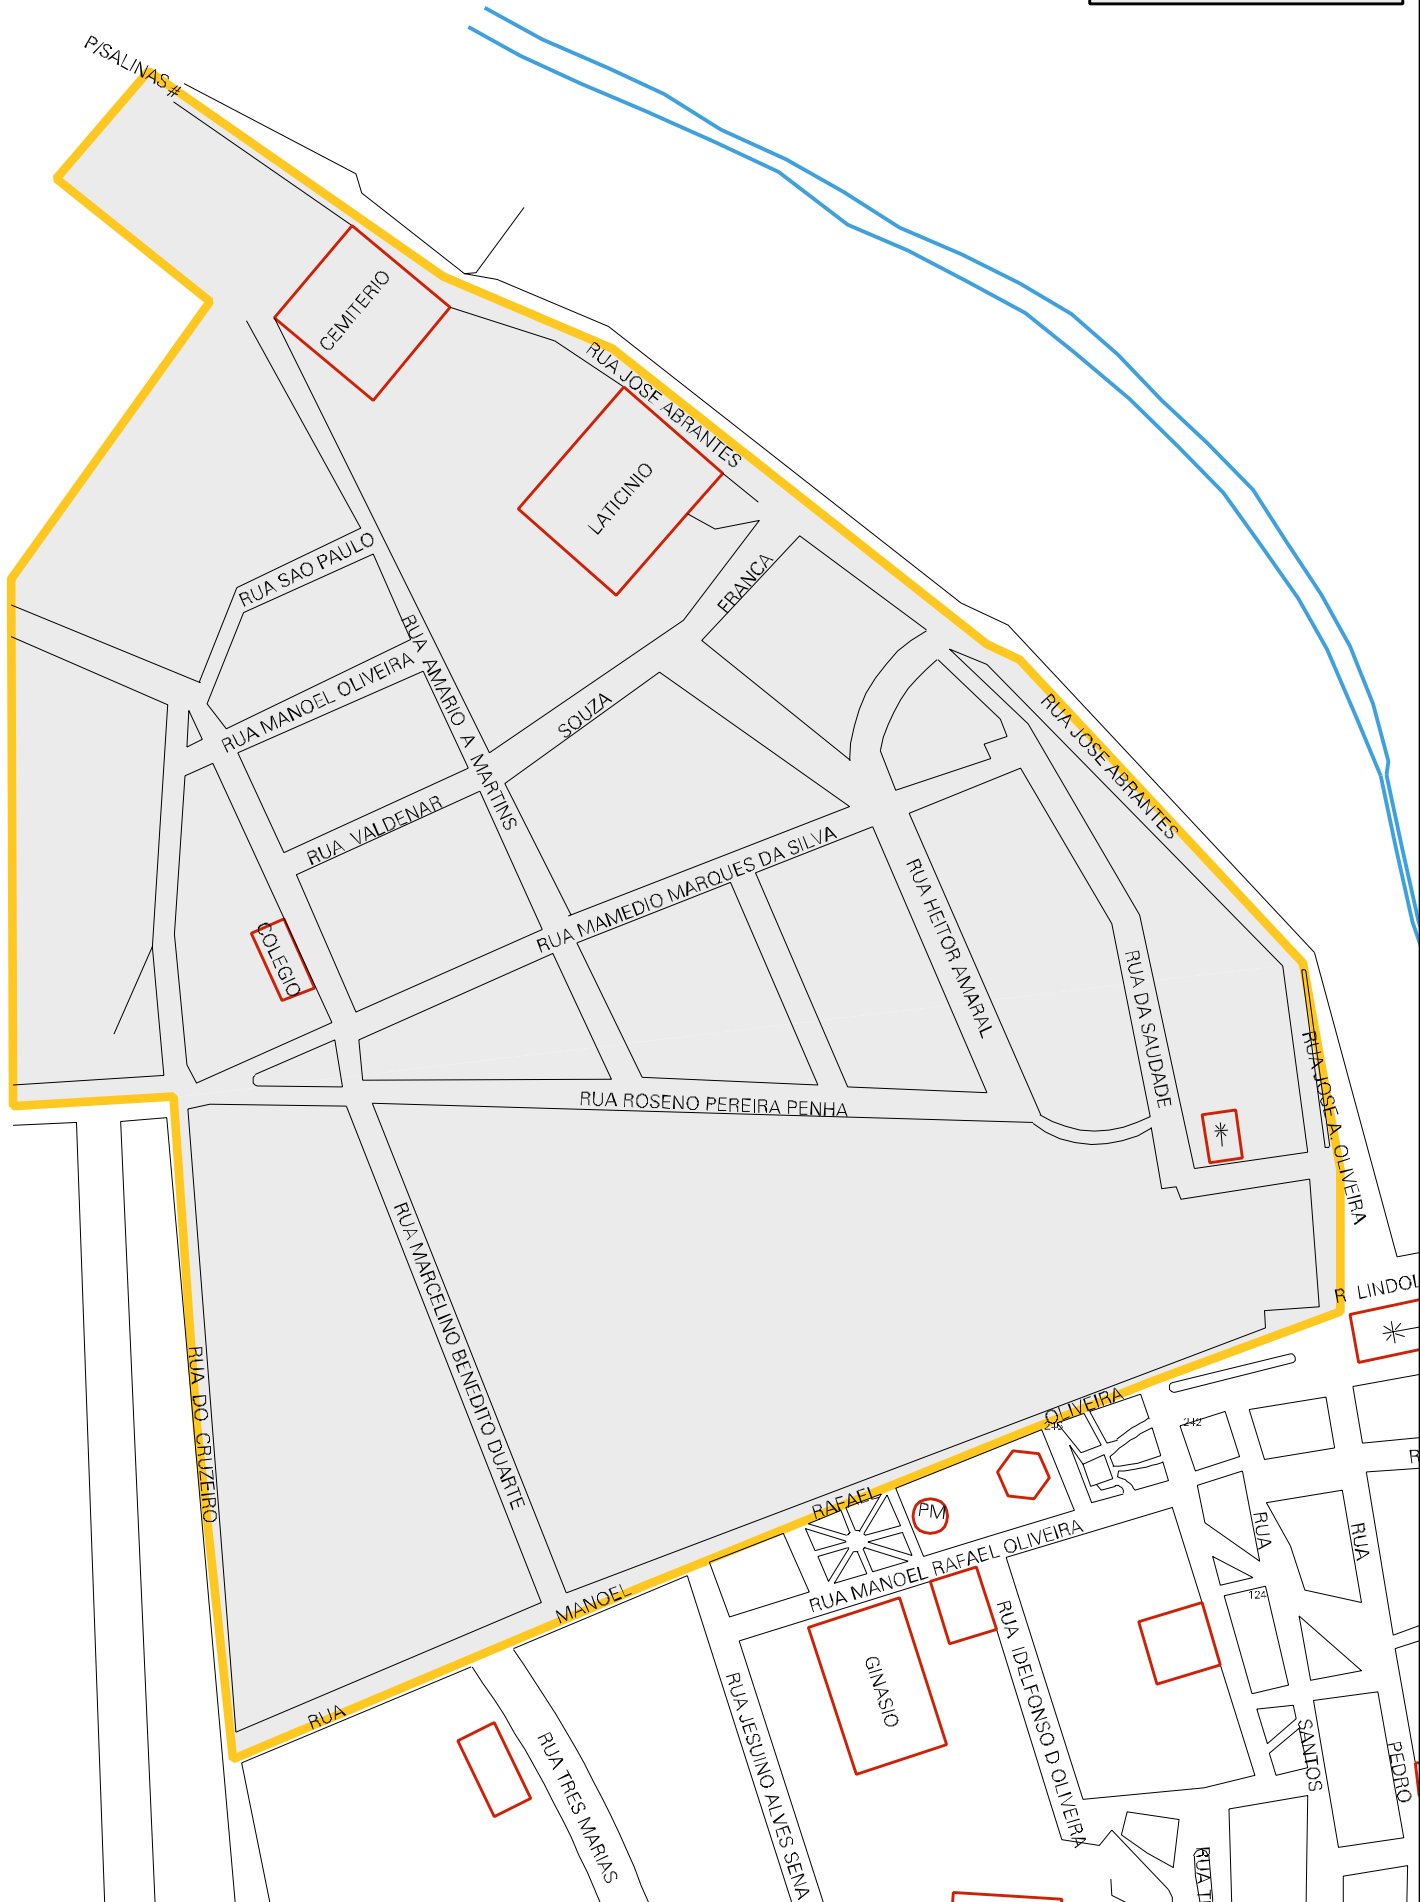 P/SALINAS #
CEMITERIO
RUA JOSE ABRANTES
LATICINIO
RUA SAO PAULO
FRANCA
RUA AMARIO A MARTINS
RUA MANOEL OLIVEIRA
SOUZA
RUA JOSE ABRANTES
RUA VALDENAR
RUA MAMEDIO MARQUES DA SILVA
RUA HEITOR AMARAL
COLEGIO
RUA DA SAUDADE
RUA JOSE A. OLIVEIRA
RUA ROSENO PEREIRA PENHA
RUA MARCELINO BENEDITO DUARTE
R LINDOL
RUA DO CRUZEIRO
OLIVEIRA
242
RAFAEL
PM
RUA
RUA
R
RUA MANOEL RAFAEL OLIVEIRA
MANOEL
124
RUA IDELFONSO D OLIVEIRA
GINASIO
RUA
RUA JESUINO ALVES SENA
RUA TRES MARIAS
SANTOS
PEDRO